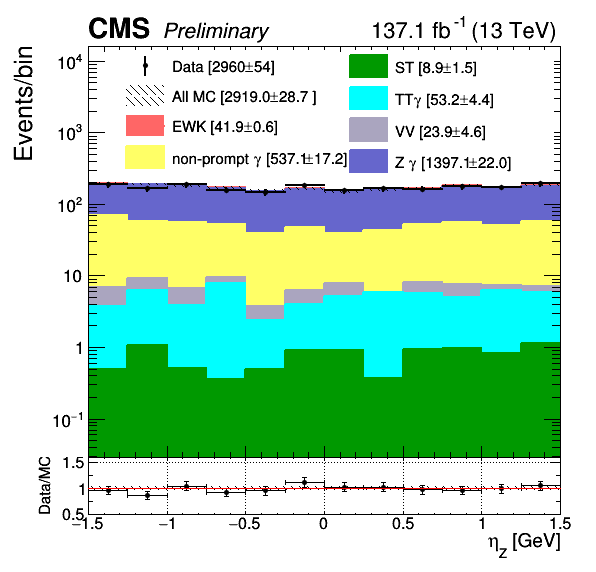 CMS Preliminary 137.1 fb⁻¹ (13 TeV)
Events/bin
Data [2960±54]
All MC [2919.0±28.7 ]
EWK [41.9±0.6]
non-prompt γ [537.1±17.2]
ST [8.9±1.5]
TTγ [53.2±4.4]
VV [23.9±4.6]
Z γ [1397.1±22.0]
10⁴
10³
10²
10
1
10⁻¹
Data/MC
1.5
1
0.5
−1.5 −1 −0.5 0 0.5 1 1.5
η_Z [GeV]